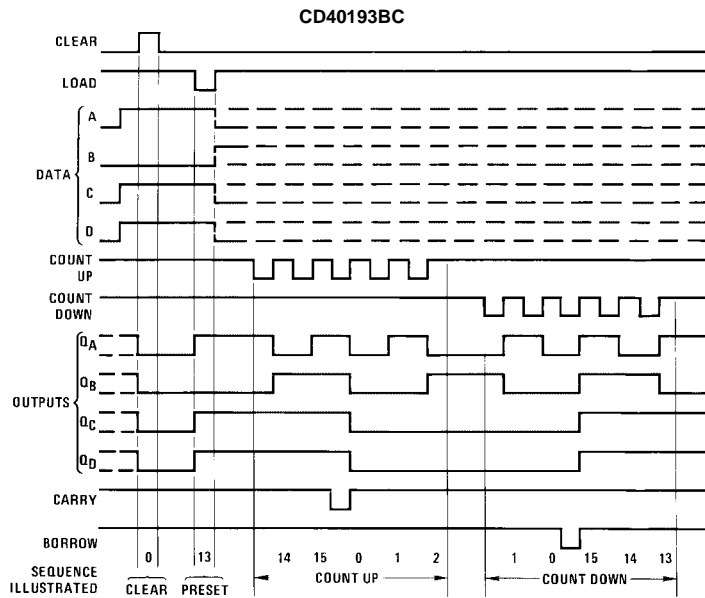 CD40193BC
CLEAR
LOAD
A
B
DATA
C
D
COUNT
UP
COUNT
DOWN
QA
QB
OUTPUTS
QC
QD
CARRY
BORROW
0 13 14 15 0 1 2 1 0 15 14 13
SEQUENCE
ILLUSTRATED
CLEAR PRESET COUNT UP COUNT DOWN